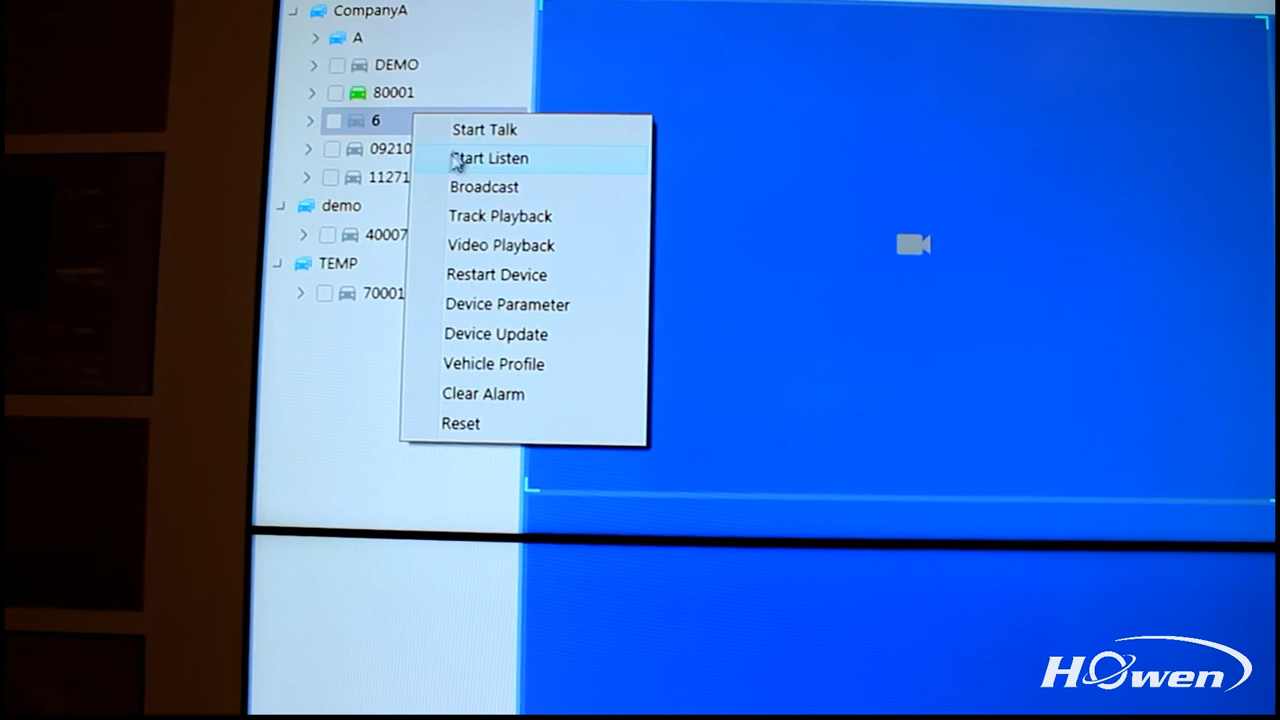 CompanyA
A
DEMO
80001
6
09210
11271
demo
40007
TEMP
70001
Start Talk
Start Listen
Broadcast
Track Playback
Video Playback
Restart Device
Device Parameter
Device Update
Vehicle Profile
Clear Alarm
Reset
Howen